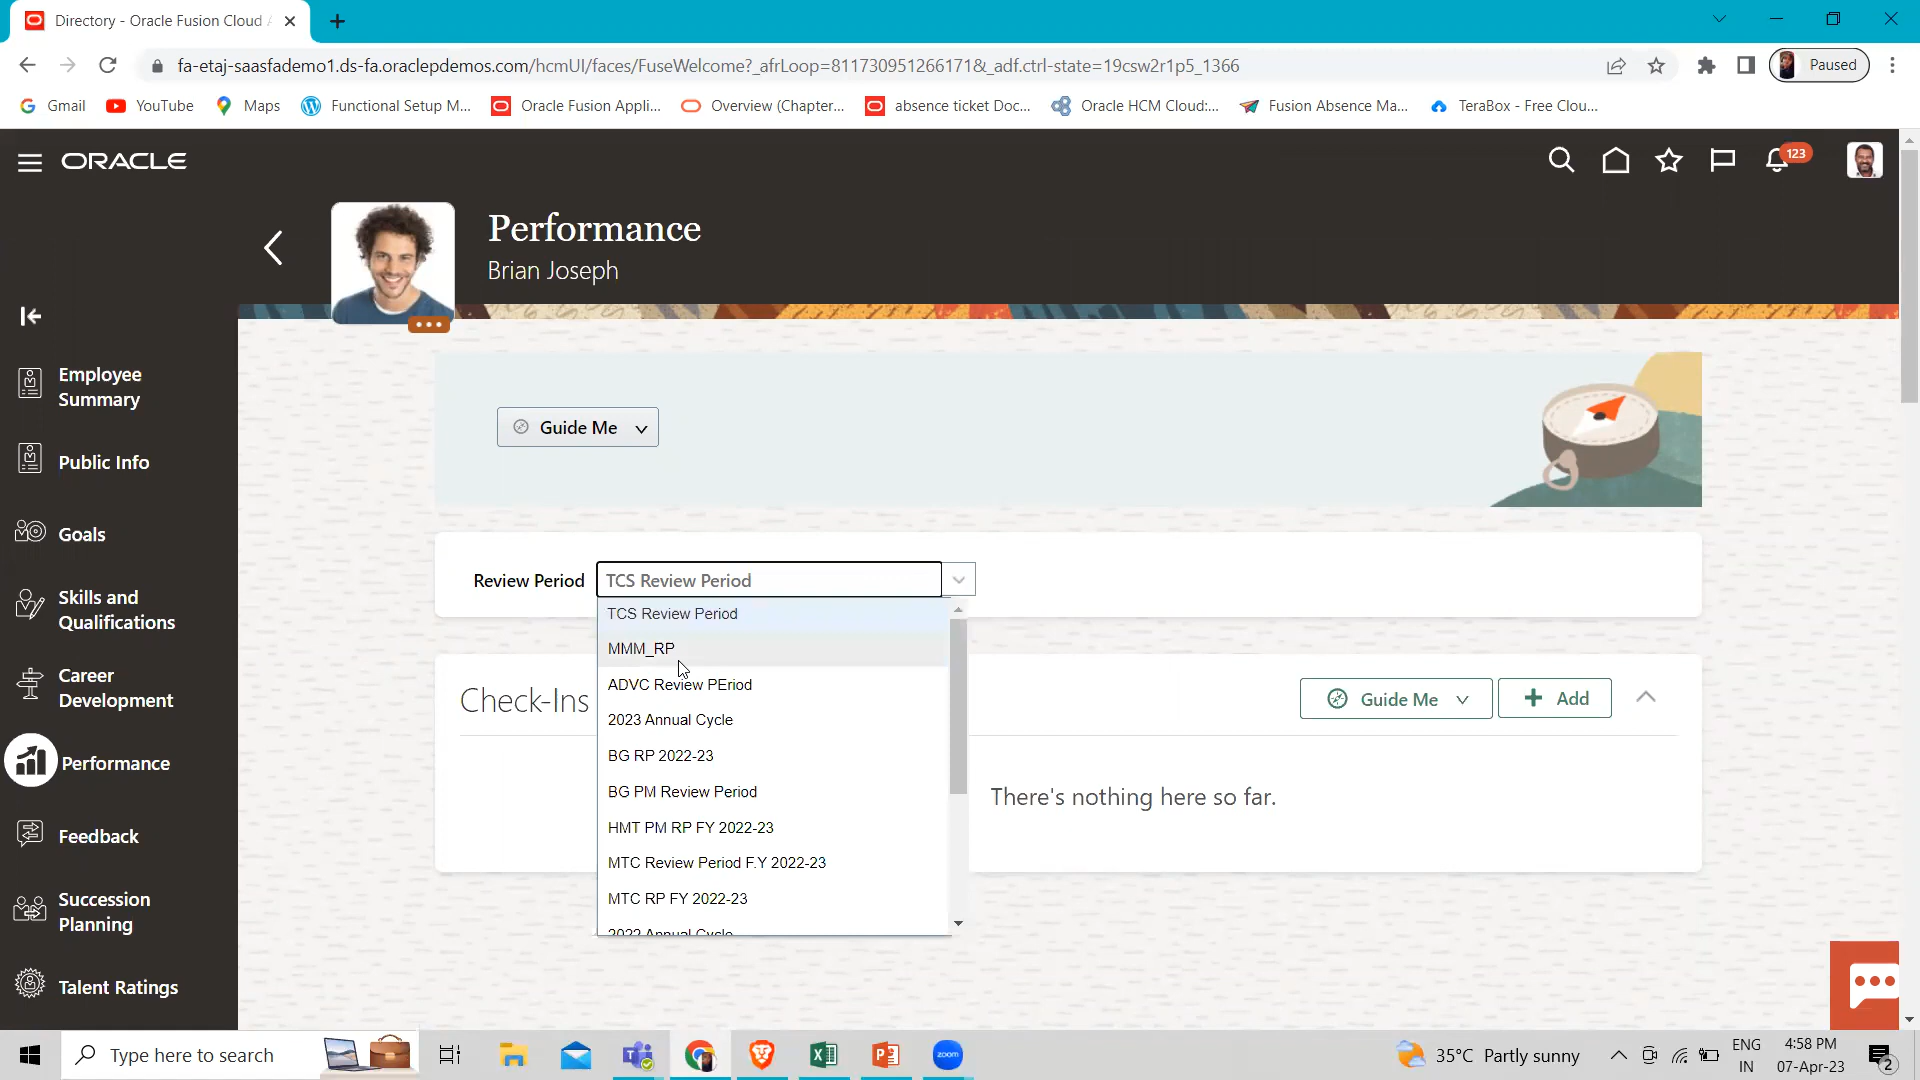 Directory - Oracle Fusion Cloud A
fa-etaj-saasfademo1.ds-fa.oraclepdemos.com/hcmUI/faces/FuseWelcome?_afrLoop=811730951266171&_adf.ctrl-state=19csw2r1p5_1366
Paused
Gmail
YouTube
Maps
Functional Setup M...
Oracle Fusion Appli...
Overview (Chapter...
absence ticket Doc...
Oracle HCM Cloud:...
Fusion Absence Ma...
TeraBox - Free Clou...
ORACLE
123
Performance
Brian Joseph
Employee
Summary
Public Info
Goals
Skills and
Qualifications
Career
Development
Performance
Feedback
Succession
Planning
Talent Ratings
Guide Me
Review Period
TCS Review Period
TCS Review Period
MMM_RP
ADVC Review PEriod
2023 Annual Cycle
BG RP 2022-23
BG PM Review Period
HMT PM RP FY 2022-23
MTC Review Period F.Y 2022-23
MTC RP FY 2022-23
2022 Annual Cycle
Check-Ins
Guide Me
Add
There's nothing here so far.
Type here to search
zoom
35°C Partly sunny
ENG
IN
4:58 PM
07-Apr-23
2